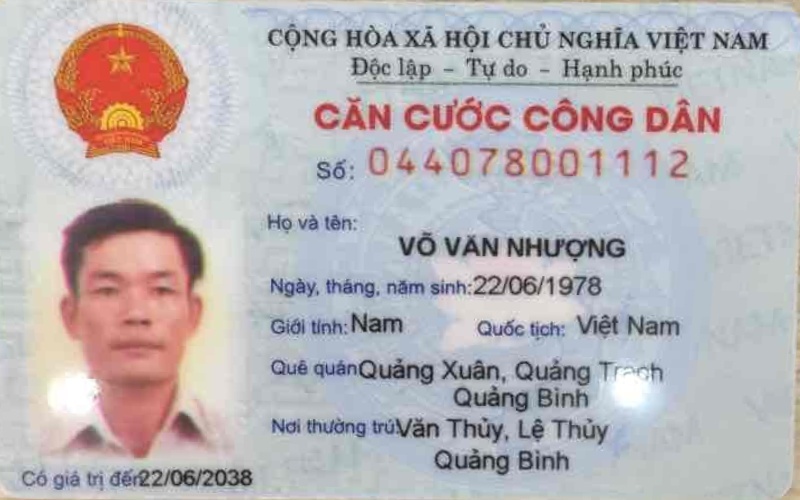 CỘNG HÒA XÃ HỘI CHỦ NGHĨA VIỆT NAM
Độc lập - Tự do - Hạnh phúc
CĂN CƯỚC CÔNG DÂN
Số: 044078001112
Họ và tên:
VÕ VĂN NHƯỢNG
Ngày, tháng, năm sinh: 22/06/1978
Giới tính: Nam Quốc tịch: Việt Nam
Quê quán Quảng Xuân, Quảng Trạch
Quảng Bình
Nơi thường trú: Văn Thủy, Lệ Thủy
Quảng Bình
Có giá trị đến 22/06/2038